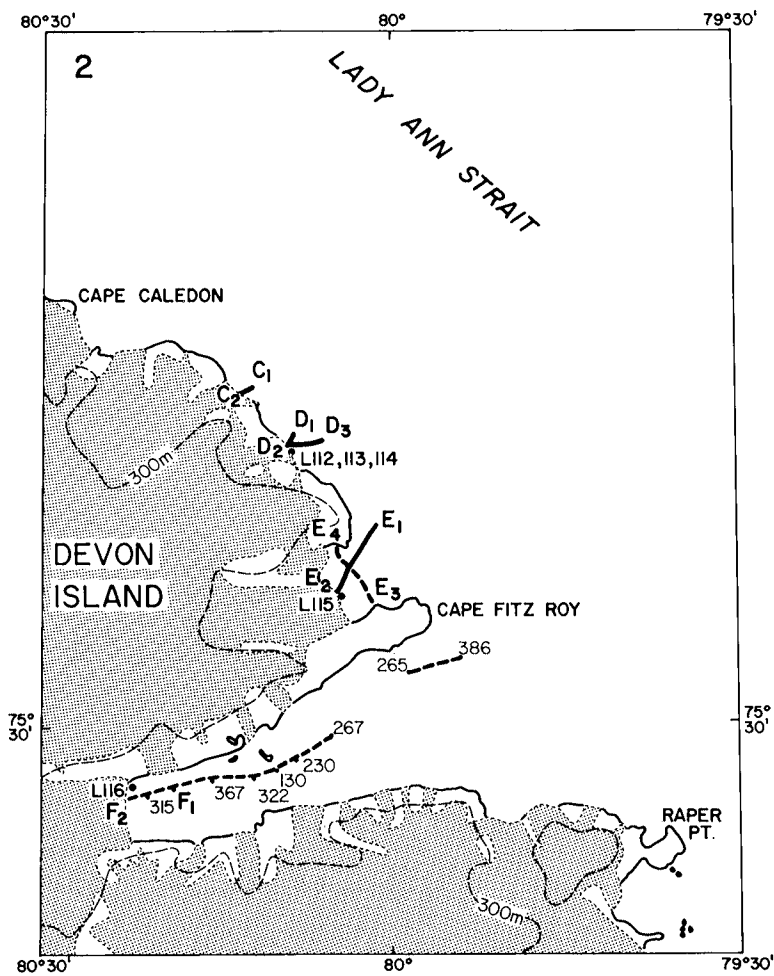 80°30'
80°
79°30'
2
LADY ANN STRAIT
CAPE CALEDON
C1
C2
D1
D3
D2
L112,113,114
300m
E4
E1
DEVON
ISLAND
E2
E3
L115
CAPE FITZ ROY
386
265
75°
30'
75°
30'
267
230
130
322
367
L116
315
F1
F2
RAPER
PT.
300m
80°30'
80°
79°30'